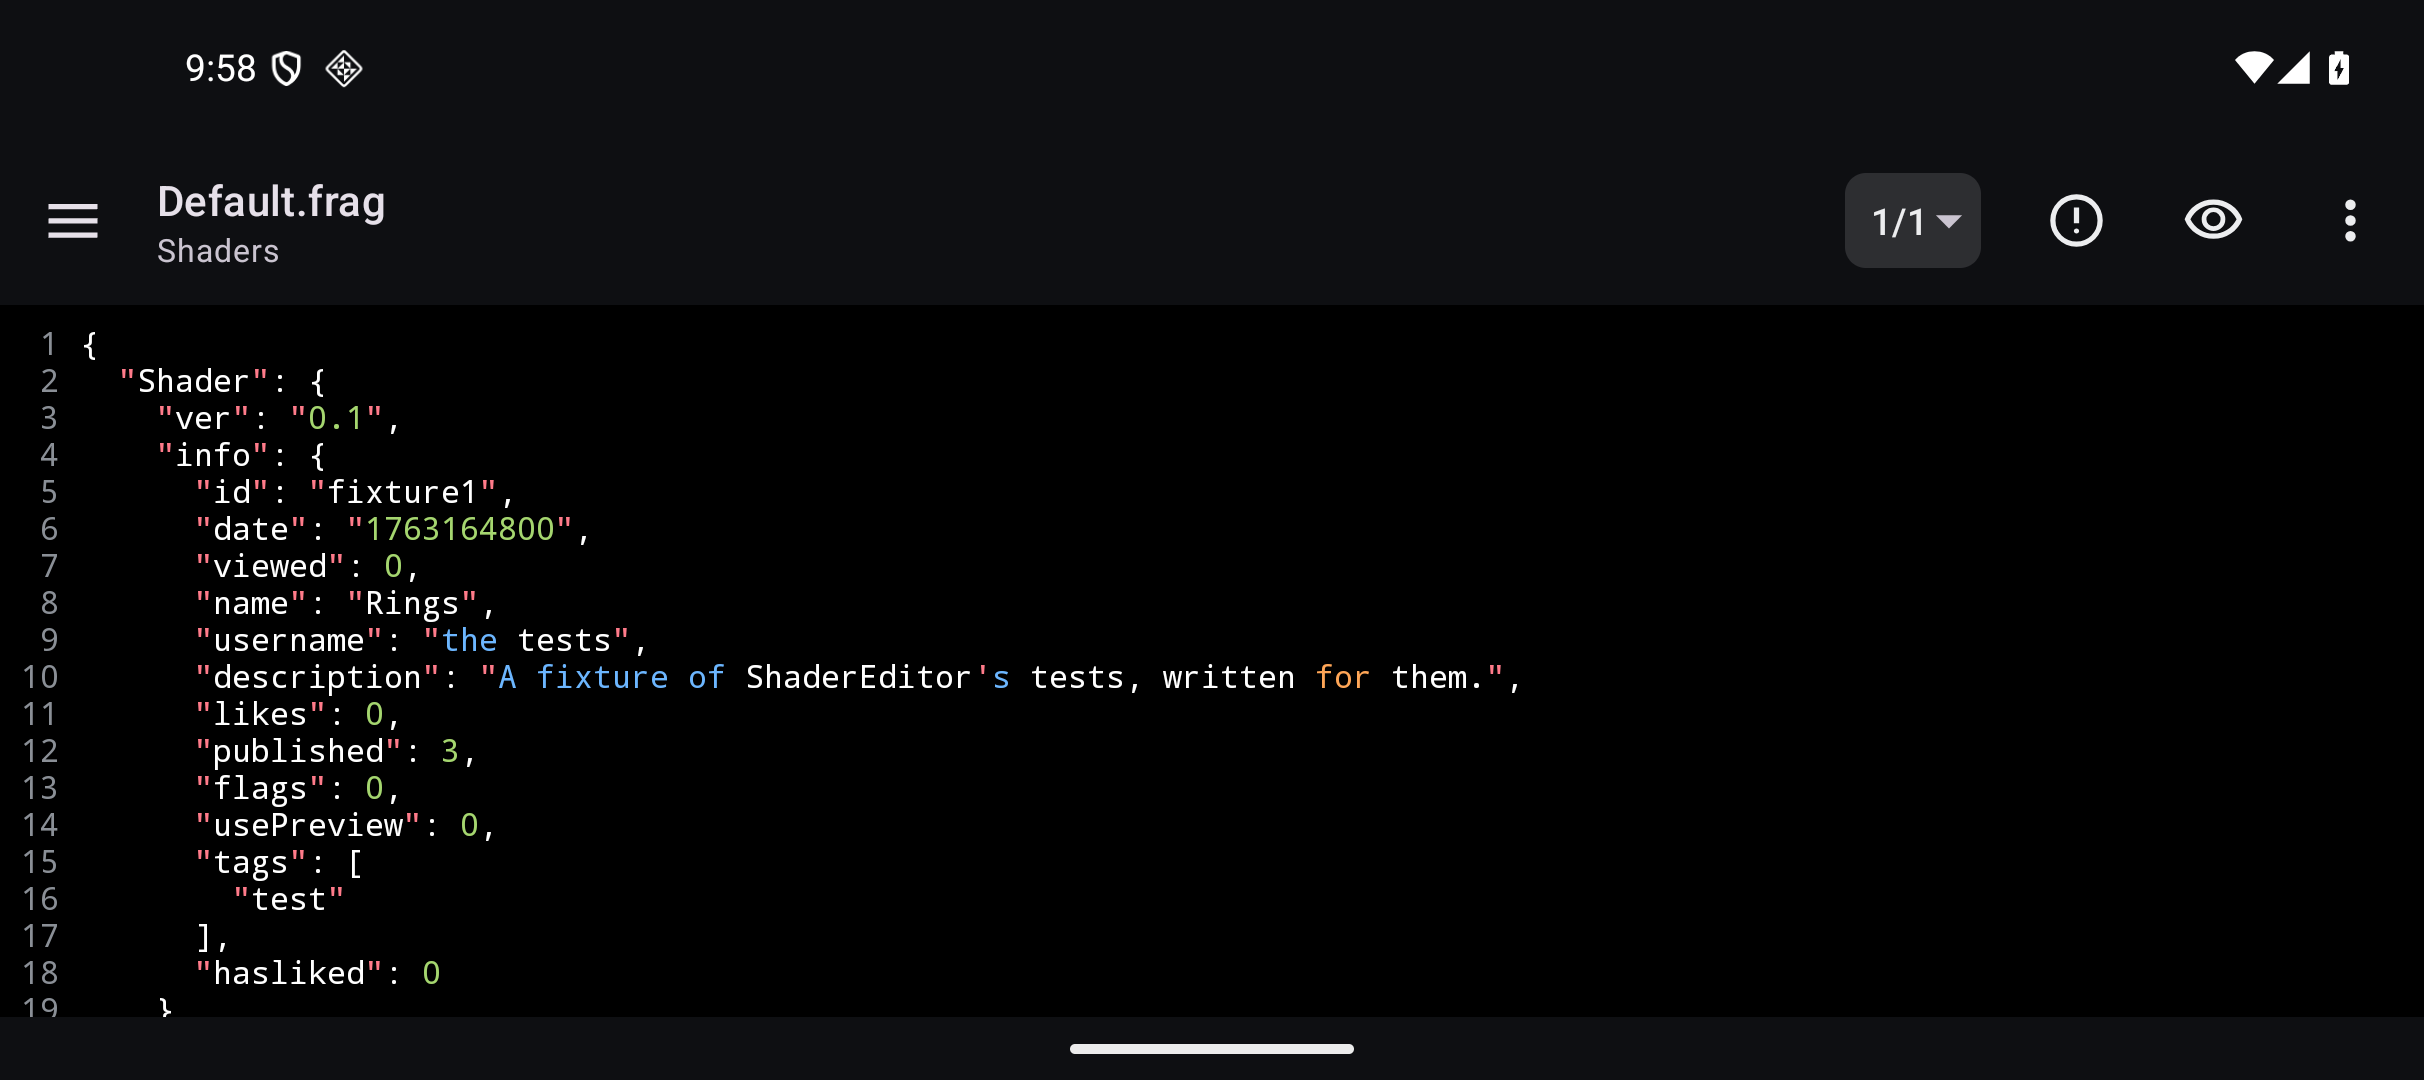 9:58
Default.frag
Shaders
1/1
1 {
2   "Shader": {
3     "ver": "0.1",
4     "info": {
5       "id": "fixture1",
6       "date": "1763164800",
7       "viewed": 0,
8       "name": "Rings",
9       "username": "the tests",
10       "description": "A fixture of ShaderEditor's tests, written for them.",
11       "likes": 0,
12       "published": 3,
13       "flags": 0,
14       "usePreview": 0,
15       "tags": [
16         "test"
17       ],
18       "hasliked": 0
19     }